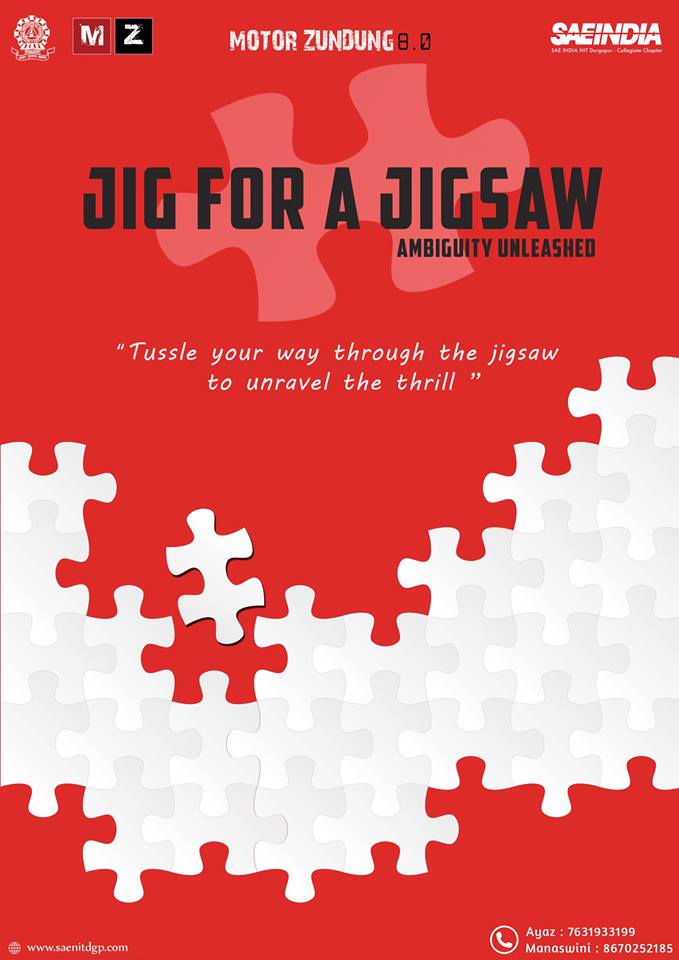 M Z
MOTOR ZUNDUNG 8.0
SAEINDIA
SAE INDIA NIT Durgapur - Collegiate Chapter
JIG FOR A JIGSAW
AMBIGUITY UNLEASHED
“Tussle your way through the jigsaw
to unravel the thrill ”
www.saenitdgp.com
Ayaz : 7631933199
Manaswini : 8670252185